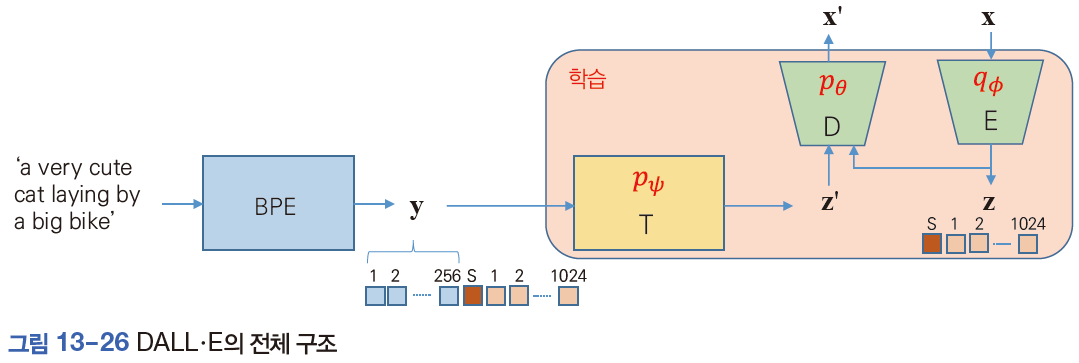 x' x
학습
pθ qϕ
D E
'a very cute
cat laying by
a big bike'
BPE y
pψ
T
z' z
S 1 2 1024
1 2 256 S 1 2 1024
그림 13-26 DALL·E의 전체 구조